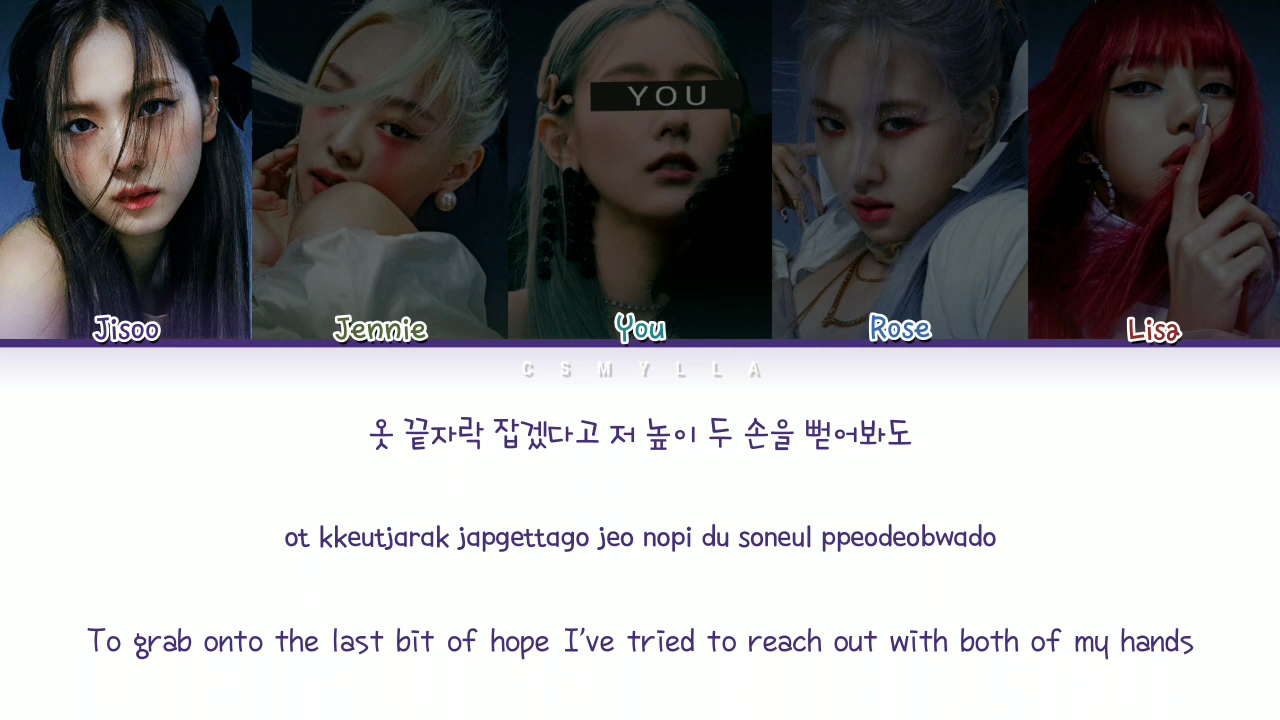 YOU
Jisoo
Jennie
You
Rose
Lisa
CSMYLLA
옷 끝자락 잡겠다고 저 높이 두 손을 뻗어봐도
ot kkeutjarak japgettago jeo nopi du soneul ppeodeobwado
To grab onto the last bit of hope I've tried to reach out with both of my hands